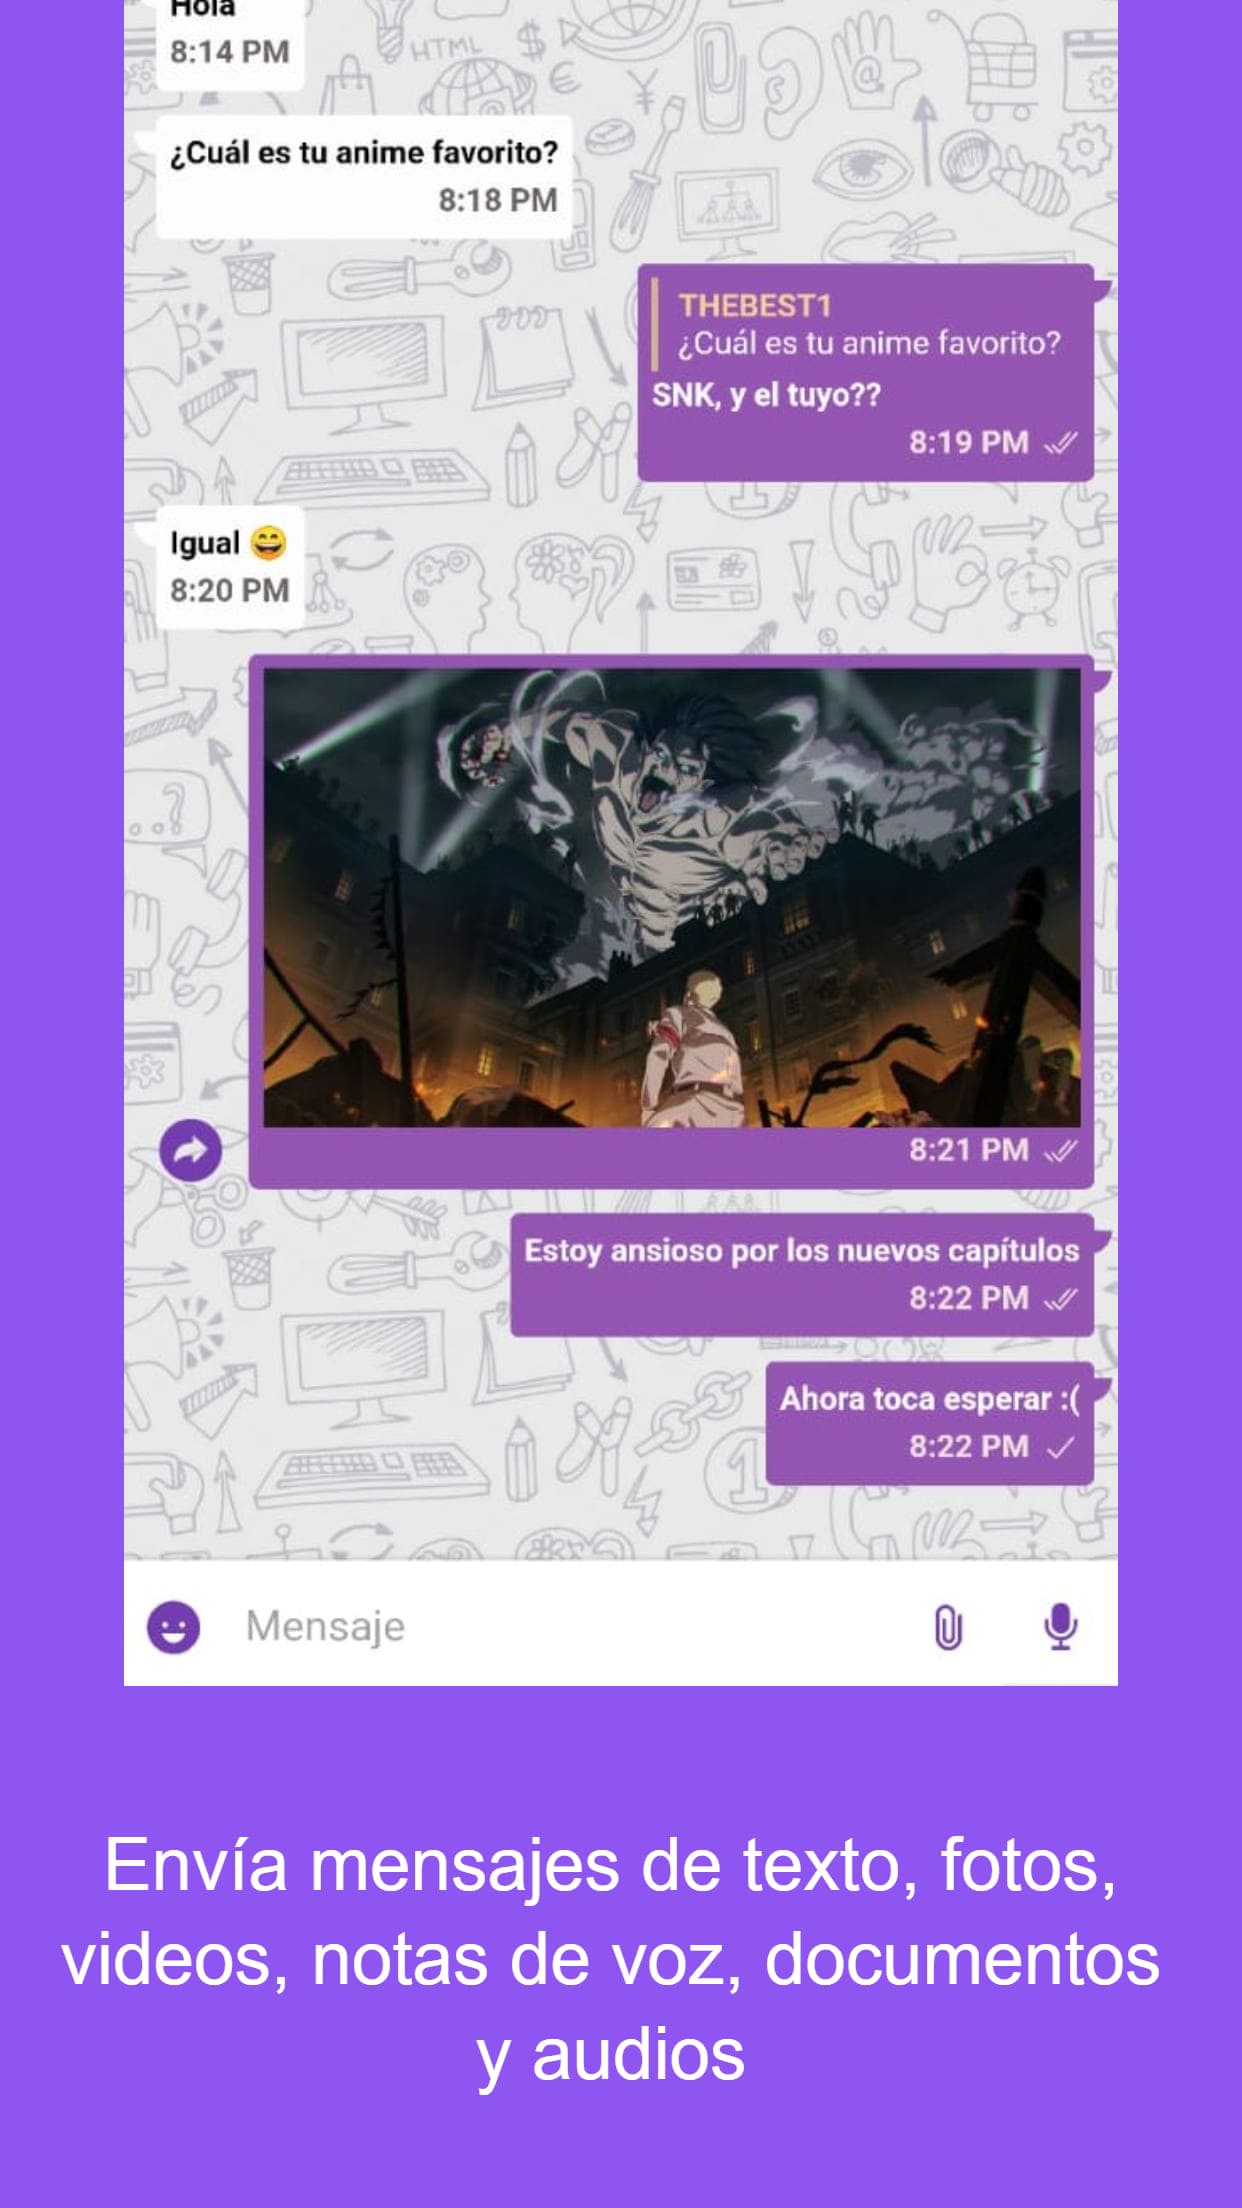 Hola
8:14 PM
HTML
¿Cuál es tu anime favorito?
8:18 PM
THEBEST1
¿Cuál es tu anime favorito?
SNK, y el tuyo??
8:19 PM
Igual 😄
8:20 PM
8:21 PM
Estoy ansioso por los nuevos capítulos
8:22 PM
Ahora toca esperar :(
8:22 PM
Mensaje
Envía mensajes de texto, fotos,
videos, notas de voz, documentos
y audios